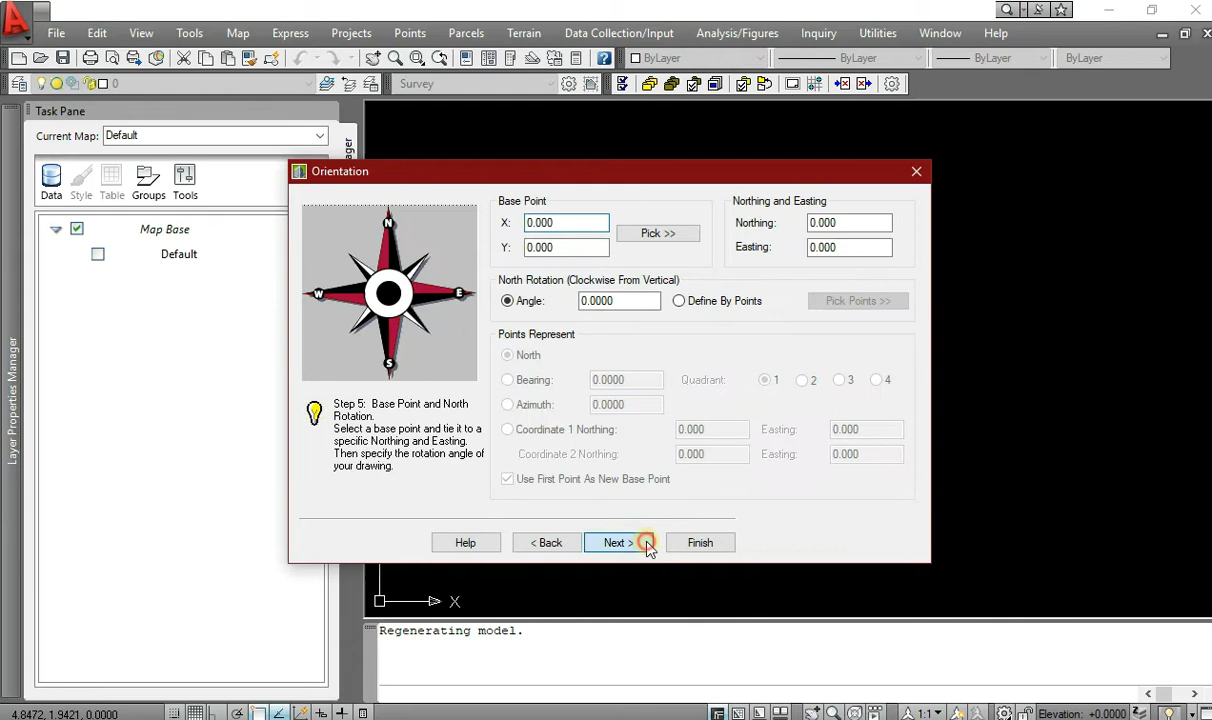 File Edit View Tools Map Express Projects Points Parcels Terrain Data Collection/Input Analysis/Figures Inquiry Utilities Window Help
ByLayer ByLayer ByLayer ByLayer
0 Survey
Task Pane
Current Map: Default
Data Style Table Groups Tools
Map Base
Default
Layer Properties Manager
Orientation
N
W E
S
Step 5: Base Point and North
Rotation.
Select a base point and tie it to a
specific Northing and Easting.
Then specify the rotation angle of
your drawing.
Base Point
X: 0.000
Y: 0.000
Pick >>
Northing and Easting
Northing: 0.000
Easting: 0.000
North Rotation (Clockwise From Vertical)
Angle: 0.0000 Define By Points Pick Points >>
Points Represent
North
Bearing: 0.0000 Quadrant: 1 2 3 4
Azimuth: 0.0000
Coordinate 1 Northing: 0.000 Easting: 0.000
Coordinate 2 Northing: 0.000 Easting: 0.000
Use First Point As New Base Point
Help < Back Next > Finish
X
Regenerating model.
4.8472, 1.9421, 0.0000 1:1 Elevation: +0.0000